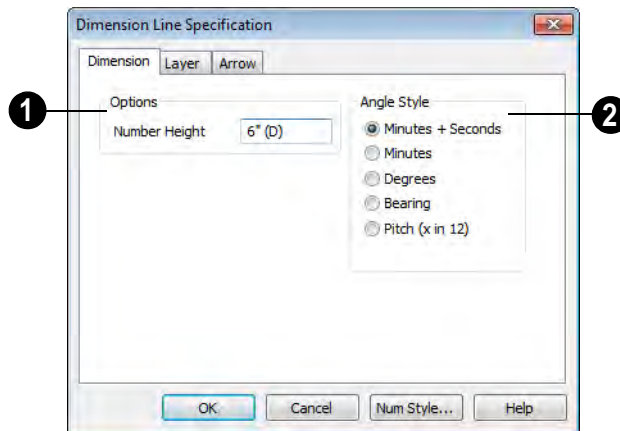 Dimension Line Specification
Dimension Layer Arrow
1
Options
Number Height 6" (D)
2
Angle Style
Minutes + Seconds
Minutes
Degrees
Bearing
Pitch (x in 12)
OK Cancel Num Style... Help